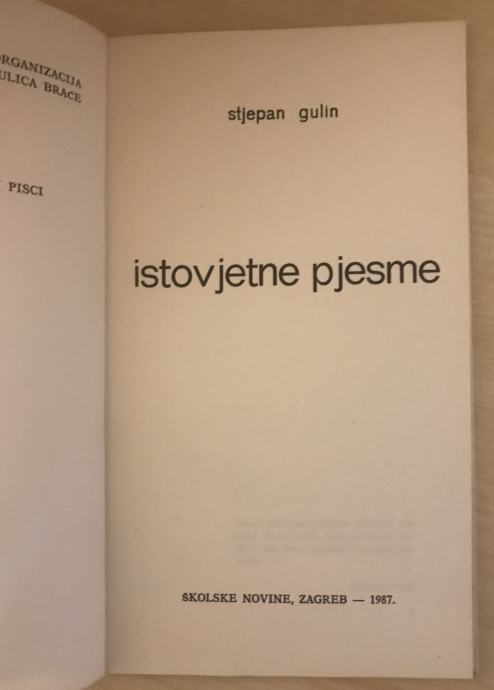 ORGANIZACIJA
ULICA BRAĆE
PISCI
stjepan gulin
istovjetne pjesme
ŠKOLSKE NOVINE, ZAGREB — 1987.